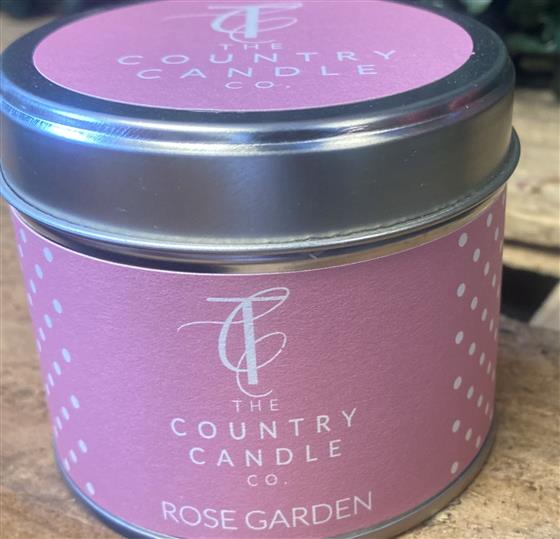 TC
THE
COUNTRY
CANDLE
CO.
TC
THE
COUNTRY
CANDLE
CO.
ROSE GARDEN